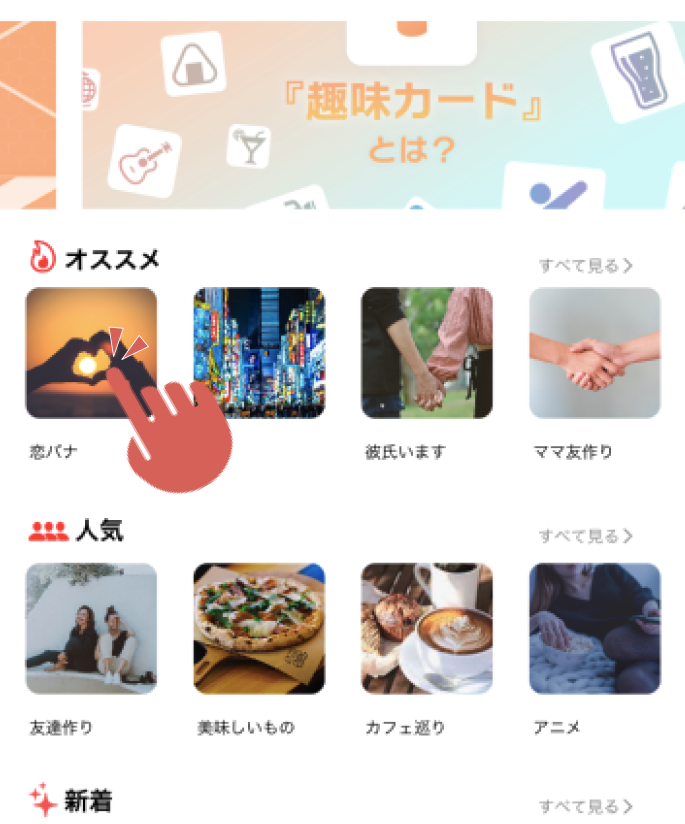 『趣味カード』
とは？
オススメ
すべて見る
恋バナ
彼氏います
ママ友作り
人気
すべて見る
友達作り
美味しいもの
カフェ巡り
アニメ
新着
すべて見る